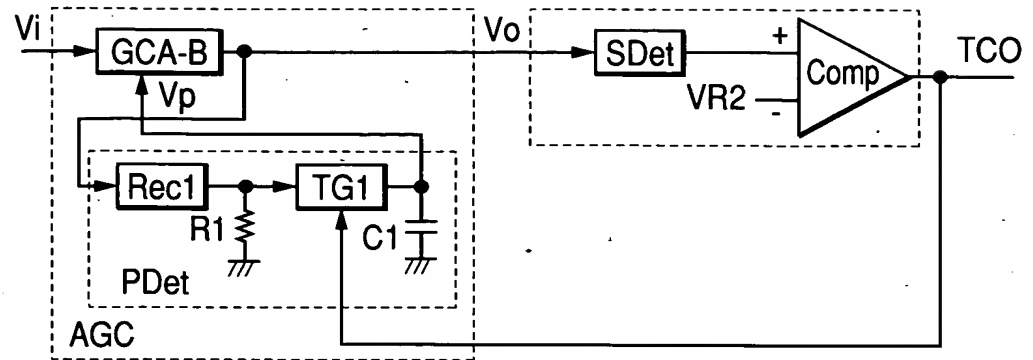 Vi
GCA-B
Vo
SDet
+
Comp
TCO
Vp
VR2
-
Rec1
TG1
R1
C1
PDet
AGC